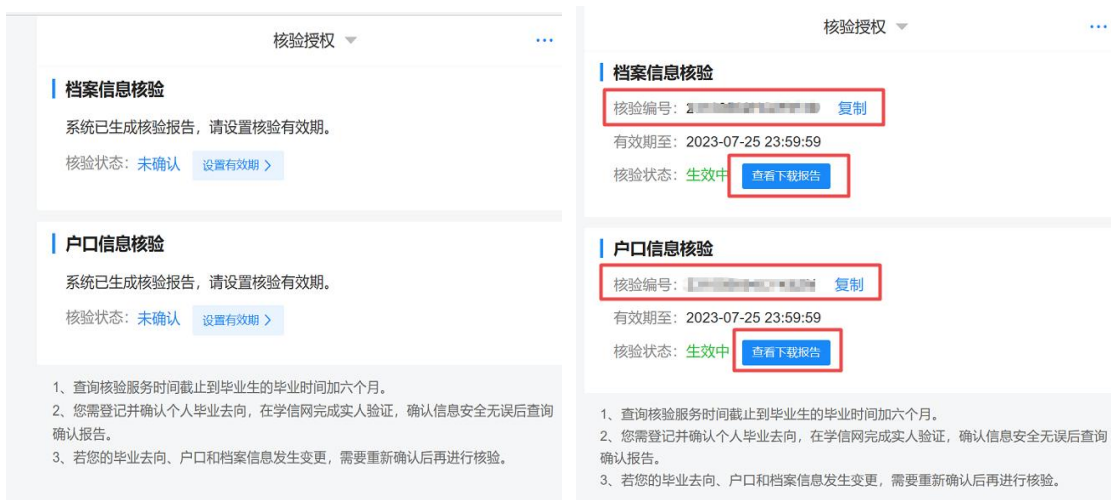 核验授权
档案信息核验
系统已生成核验报告，请设置核验有效期。
核验状态：未确认 设置有效期 >
户口信息核验
系统已生成核验报告，请设置核验有效期。
核验状态：未确认 设置有效期 >
1、查询核验服务时间截止到毕业生的毕业时间加六个月。
2、您需登记并确认个人毕业去向，在学信网完成实人验证，确认信息安全无误后查询
确认报告。
3、若您的毕业去向、户口和档案信息发生变更，需要重新确认后再进行核验。
核验授权
档案信息核验
核验编号： 复制
有效期至：2023-07-25 23:59:59
核验状态：生效中 查看下载报告
户口信息核验
核验编号： 复制
有效期至：2023-07-25 23:59:59
核验状态：生效中 查看下载报告
1、查询核验服务时间截止到毕业生的毕业时间加六个月。
2、您需登记并确认个人毕业去向，在学信网完成实人验证，确认信息安全无误后查询
确认报告。
3、若您的毕业去向、户口和档案信息发生变更，需要重新确认后再进行核验。